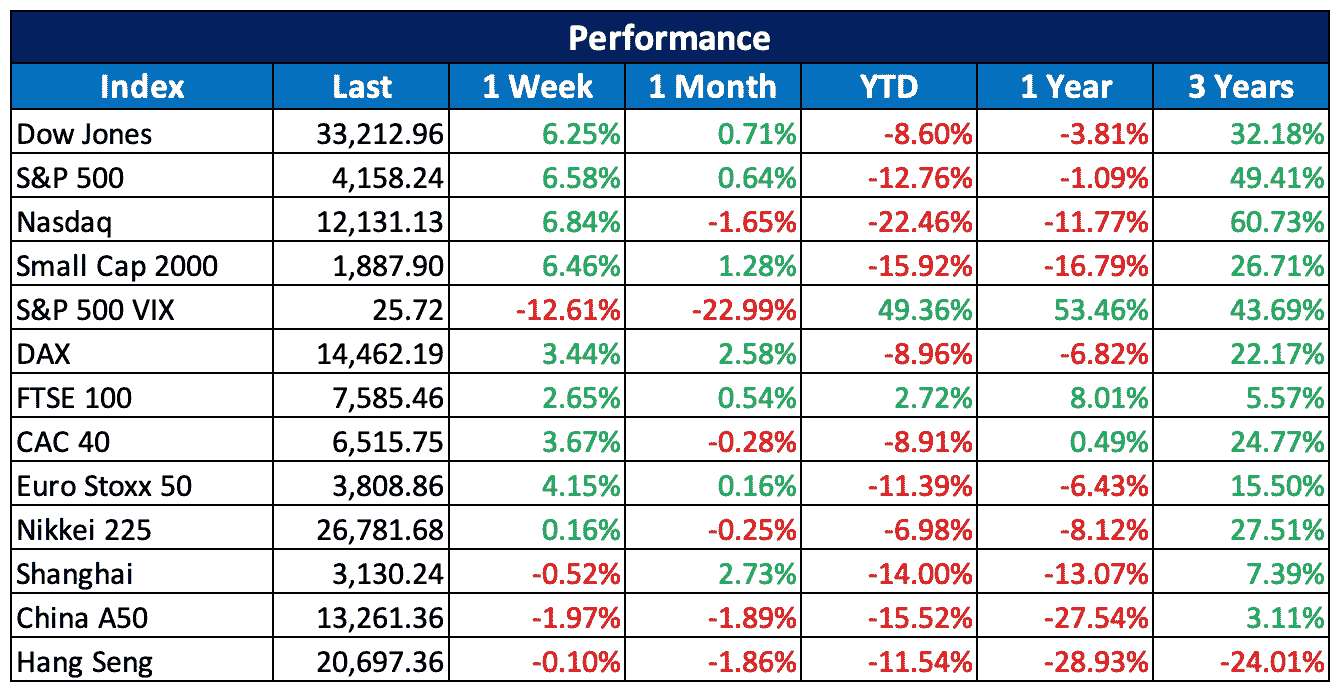 Performance
Index Last 1 Week 1 Month YTD 1 Year 3 Years
Dow Jones 33,212.96 6.25% 0.71% -8.60% -3.81% 32.18%
S&P 500 4,158.24 6.58% 0.64% -12.76% -1.09% 49.41%
Nasdaq 12,131.13 6.84% -1.65% -22.46% -11.77% 60.73%
Small Cap 2000 1,887.90 6.46% 1.28% -15.92% -16.79% 26.71%
S&P 500 VIX 25.72 -12.61% -22.99% 49.36% 53.46% 43.69%
DAX 14,462.19 3.44% 2.58% -8.96% -6.82% 22.17%
FTSE 100 7,585.46 2.65% 0.54% 2.72% 8.01% 5.57%
CAC 40 6,515.75 3.67% -0.28% -8.91% 0.49% 24.77%
Euro Stoxx 50 3,808.86 4.15% 0.16% -11.39% -6.43% 15.50%
Nikkei 225 26,781.68 0.16% -0.25% -6.98% -8.12% 27.51%
Shanghai 3,130.24 -0.52% 2.73% -14.00% -13.07% 7.39%
China A50 13,261.36 -1.97% -1.89% -15.52% -27.54% 3.11%
Hang Seng 20,697.36 -0.10% -1.86% -11.54% -28.93% -24.01%